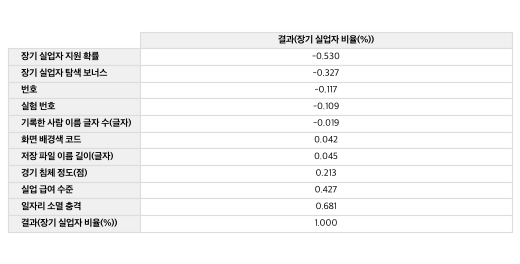 결과(장기 실업자 비율(%))
장기 실업자 지원 확률 -0.530
장기 실업자 탐색 보너스 -0.327
번호 -0.117
실험 번호 -0.109
기록한 사람 이름 글자 수(글자) -0.019
화면 배경색 코드 0.042
저장 파일 이름 길이(글자) 0.045
경기 침체 정도(점) 0.213
실업 급여 수준 0.427
일자리 소멸 충격 0.681
결과(장기 실업자 비율(%)) 1.000